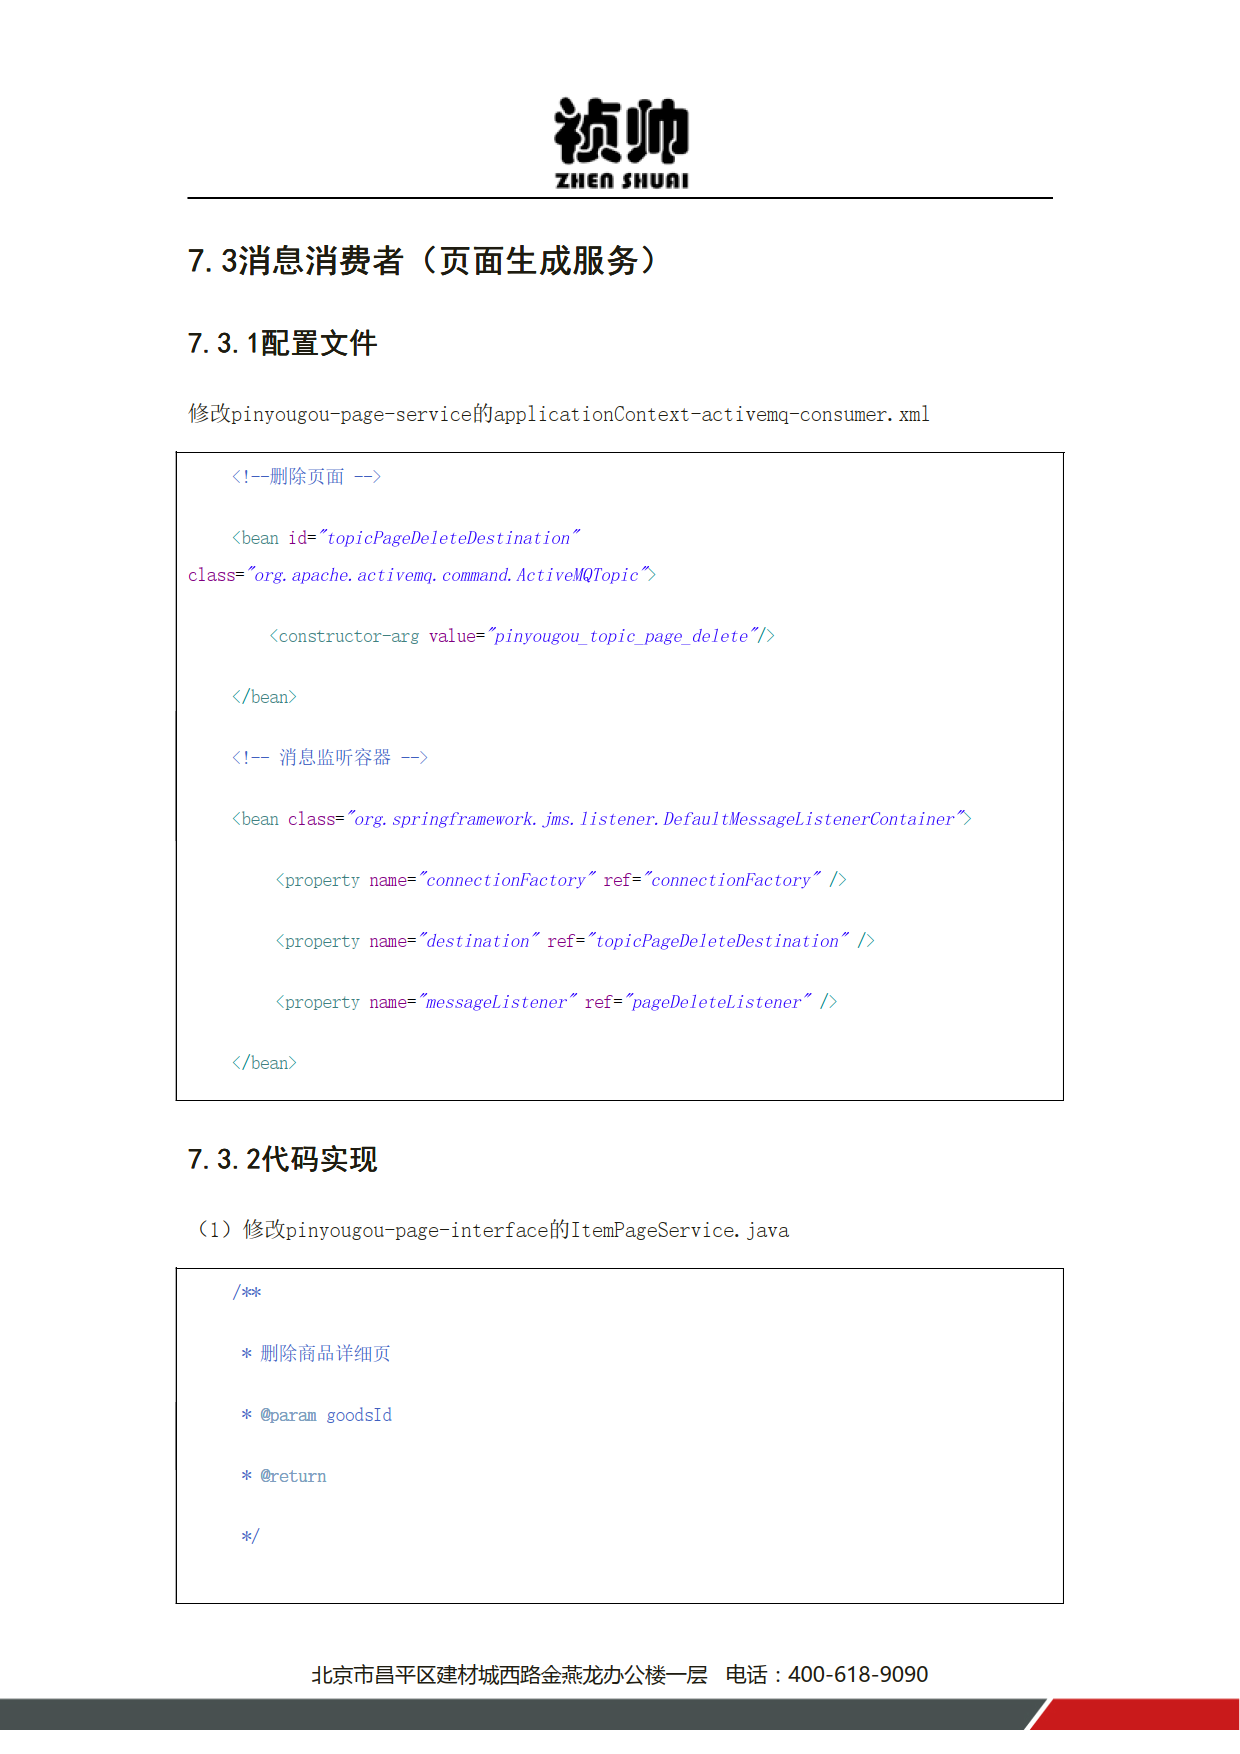 祯帅
ZHEN SHUAI
7.3消息消费者（页面生成服务）
7.3.1配置文件
修改pinyougou-page-service的applicationContext-activemq-consumer.xml
<!--删除页面 -->
<bean id="topicPageDeleteDestination"
class="org.apache.activemq.command.ActiveMQTopic">
<constructor-arg value="pinyougou_topic_page_delete"/>
</bean>
<!-- 消息监听容器 -->
<bean class="org.springframework.jms.listener.DefaultMessageListenerContainer">
<property name="connectionFactory" ref="connectionFactory" />
<property name="destination" ref="topicPageDeleteDestination" />
<property name="messageListener" ref="pageDeleteListener" />
</bean>
7.3.2代码实现
（1）修改pinyougou-page-interface的ItemPageService.java
/**
* 删除商品详细页
* @param goodsId
* @return
*/
北京市昌平区建材城西路金燕龙办公楼一层 电话：400-618-9090